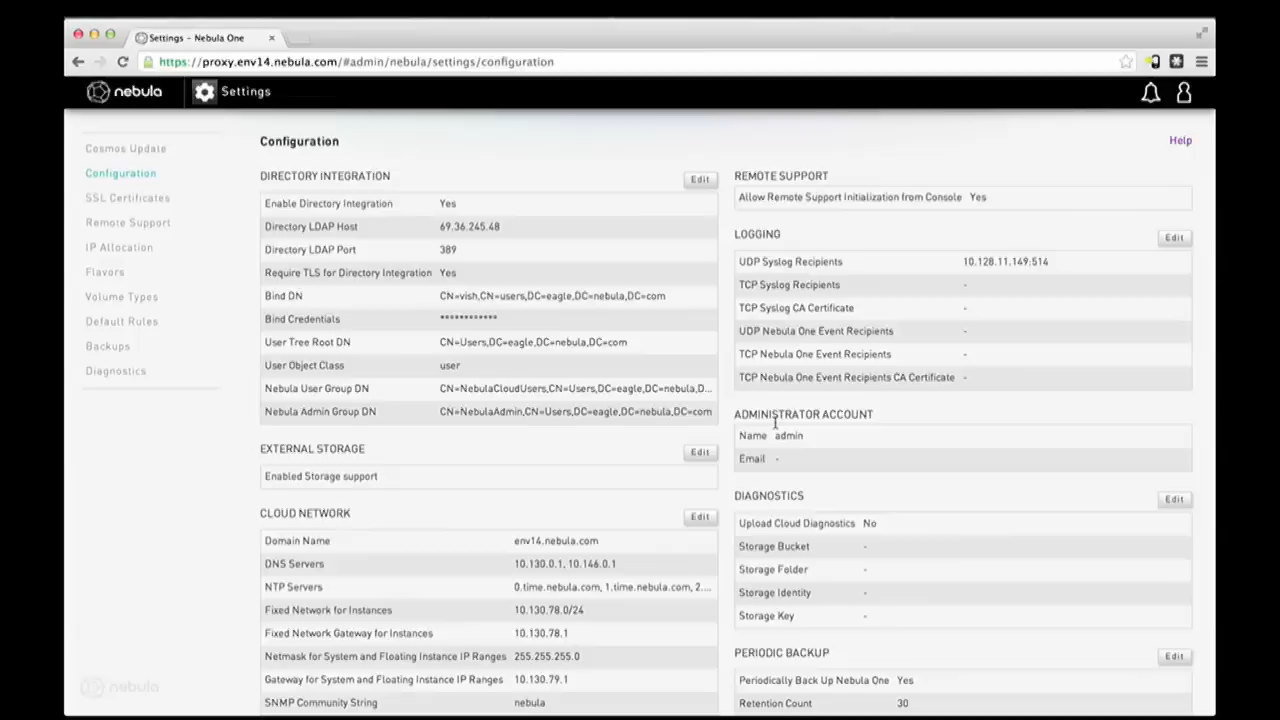 Settings - Nebula One
https://proxy.env14.nebula.com/#admin/nebula/settings/configuration
nebula
Settings
Cosmos Update
Configuration
SSL Certificates
Remote Support
IP Allocation
Flavors
Volume Types
Default Rules
Backups
Diagnostics
nebula
Configuration
Help
DIRECTORY INTEGRATION
Edit
Enable Directory Integration Yes
Directory LDAP Host 69.36.245.48
Directory LDAP Port 389
Require TLS for Directory Integration Yes
Bind DN CN=vish,CN=users,DC=eagle,DC=nebula,DC=com
Bind Credentials ************
User Tree Root DN CN=Users,DC=eagle,DC=nebula,DC=com
User Object Class user
Nebula User Group DN CN=NebulaCloudUsers,CN=Users,DC=eagle,DC=nebula,D...
Nebula Admin Group DN CN=NebulaAdmin,CN=Users,DC=eagle,DC=nebula,DC=com
EXTERNAL STORAGE
Edit
Enabled Storage support
CLOUD NETWORK
Edit
Domain Name env14.nebula.com
DNS Servers 10.130.0.1, 10.146.0.1
NTP Servers 0.time.nebula.com, 1.time.nebula.com, 2....
Fixed Network for Instances 10.130.78.0/24
Fixed Network Gateway for Instances 10.130.78.1
Netmask for System and Floating Instance IP Ranges 255.255.255.0
Gateway for System and Floating Instance IP Ranges 10.130.79.1
SNMP Community String nebula
REMOTE SUPPORT
Allow Remote Support Initialization from Console Yes
LOGGING
Edit
UDP Syslog Recipients 10.128.11.149:514
TCP Syslog Recipients -
TCP Syslog CA Certificate -
UDP Nebula One Event Recipients -
TCP Nebula One Event Recipients -
TCP Nebula One Event Recipients CA Certificate -
ADMINISTRATOR ACCOUNT
Name admin
Email -
DIAGNOSTICS
Edit
Upload Cloud Diagnostics No
Storage Bucket -
Storage Folder -
Storage Identity -
Storage Key -
PERIODIC BACKUP
Edit
Periodically Back Up Nebula One Yes
Retention Count 30